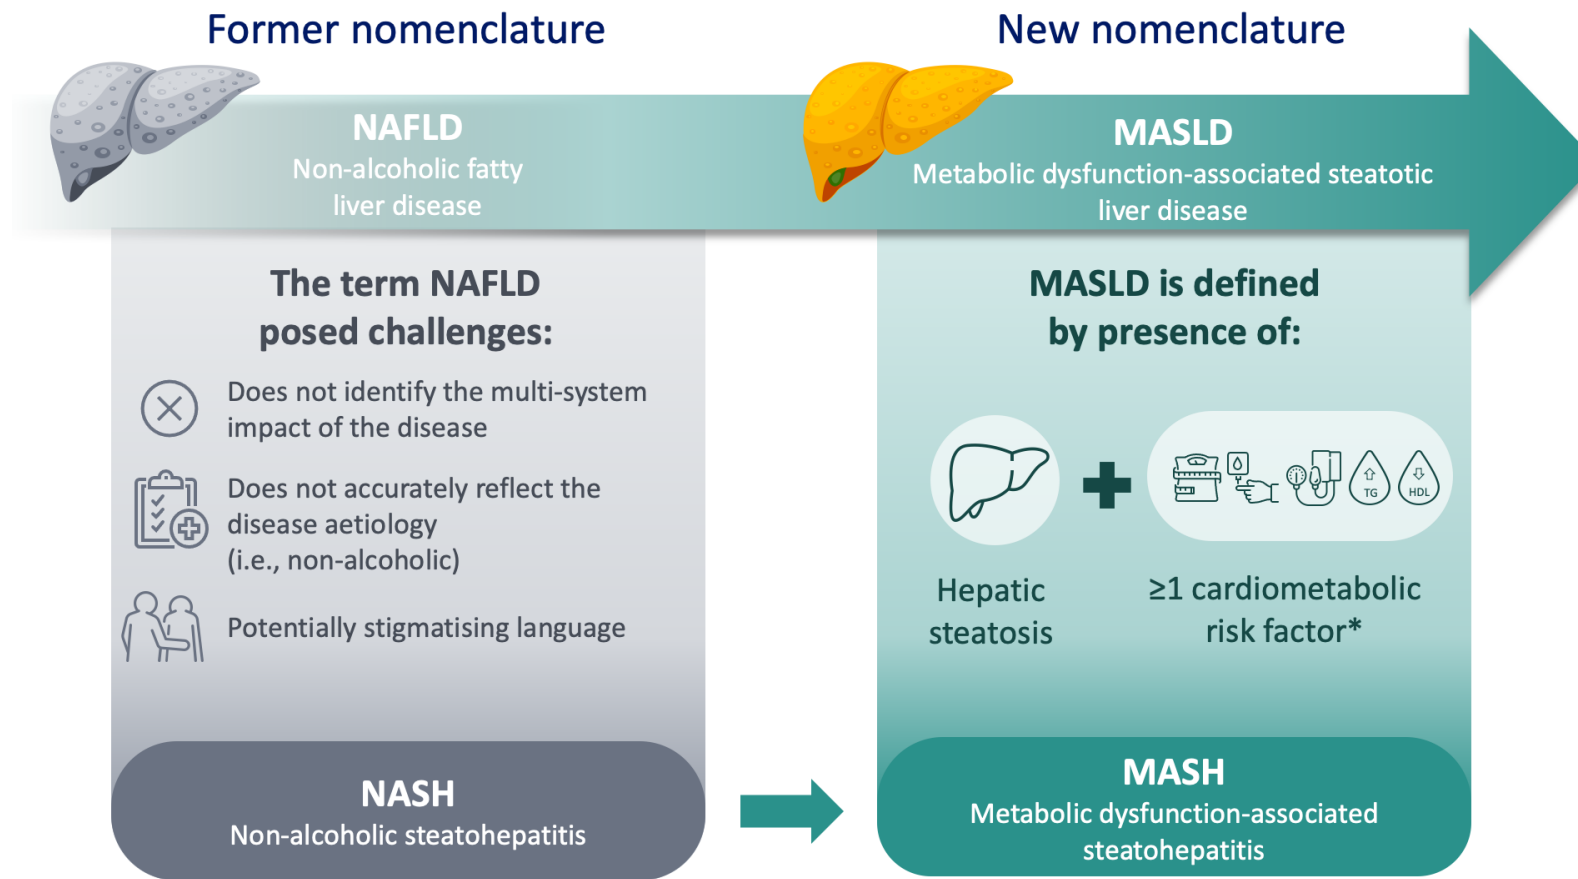 Former nomenclature
New nomenclature
NAFLD
Non-alcoholic fatty
liver disease
MASLD
Metabolic dysfunction-associated steatotic
liver disease
The term NAFLD
posed challenges:
Does not identify the multi-system
impact of the disease
Does not accurately reflect the
disease aetiology
(i.e., non-alcoholic)
Potentially stigmatising language
NASH
Non-alcoholic steatohepatitis
MASLD is defined
by presence of:
TG
HDL
Hepatic
steatosis
≥1 cardiometabolic
risk factor*
MASH
Metabolic dysfunction-associated
steatohepatitis